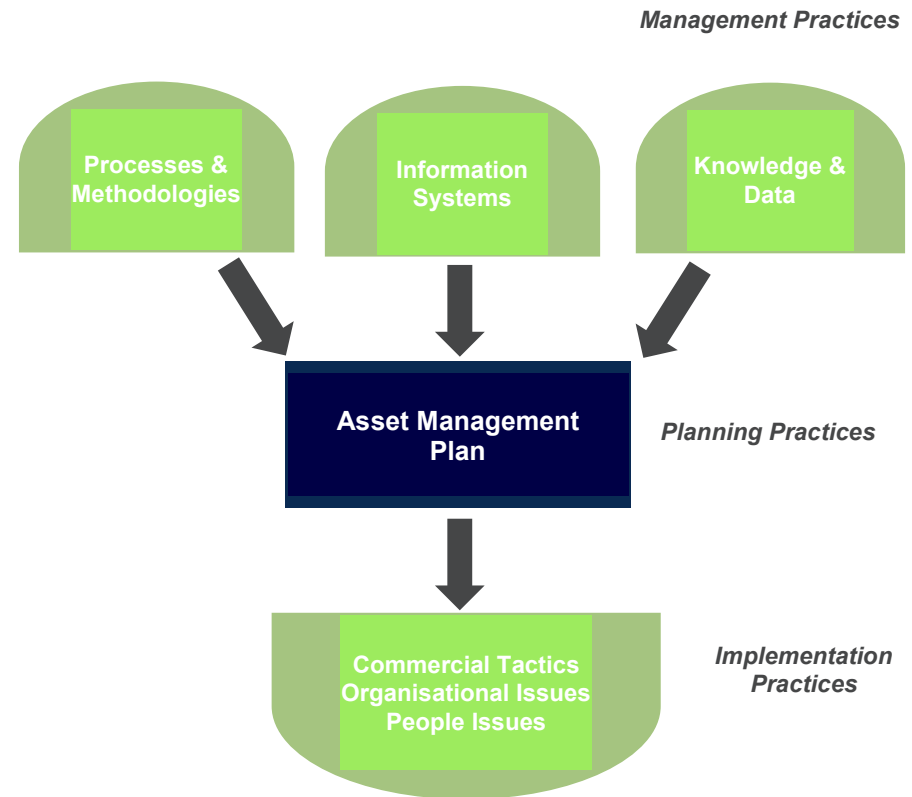 Management Practices
Processes &
Methodologies
Information
Systems
Knowledge &
Data
Asset Management
Plan
Planning Practices
Commercial Tactics
Organisational Issues
People Issues
Implementation
Practices